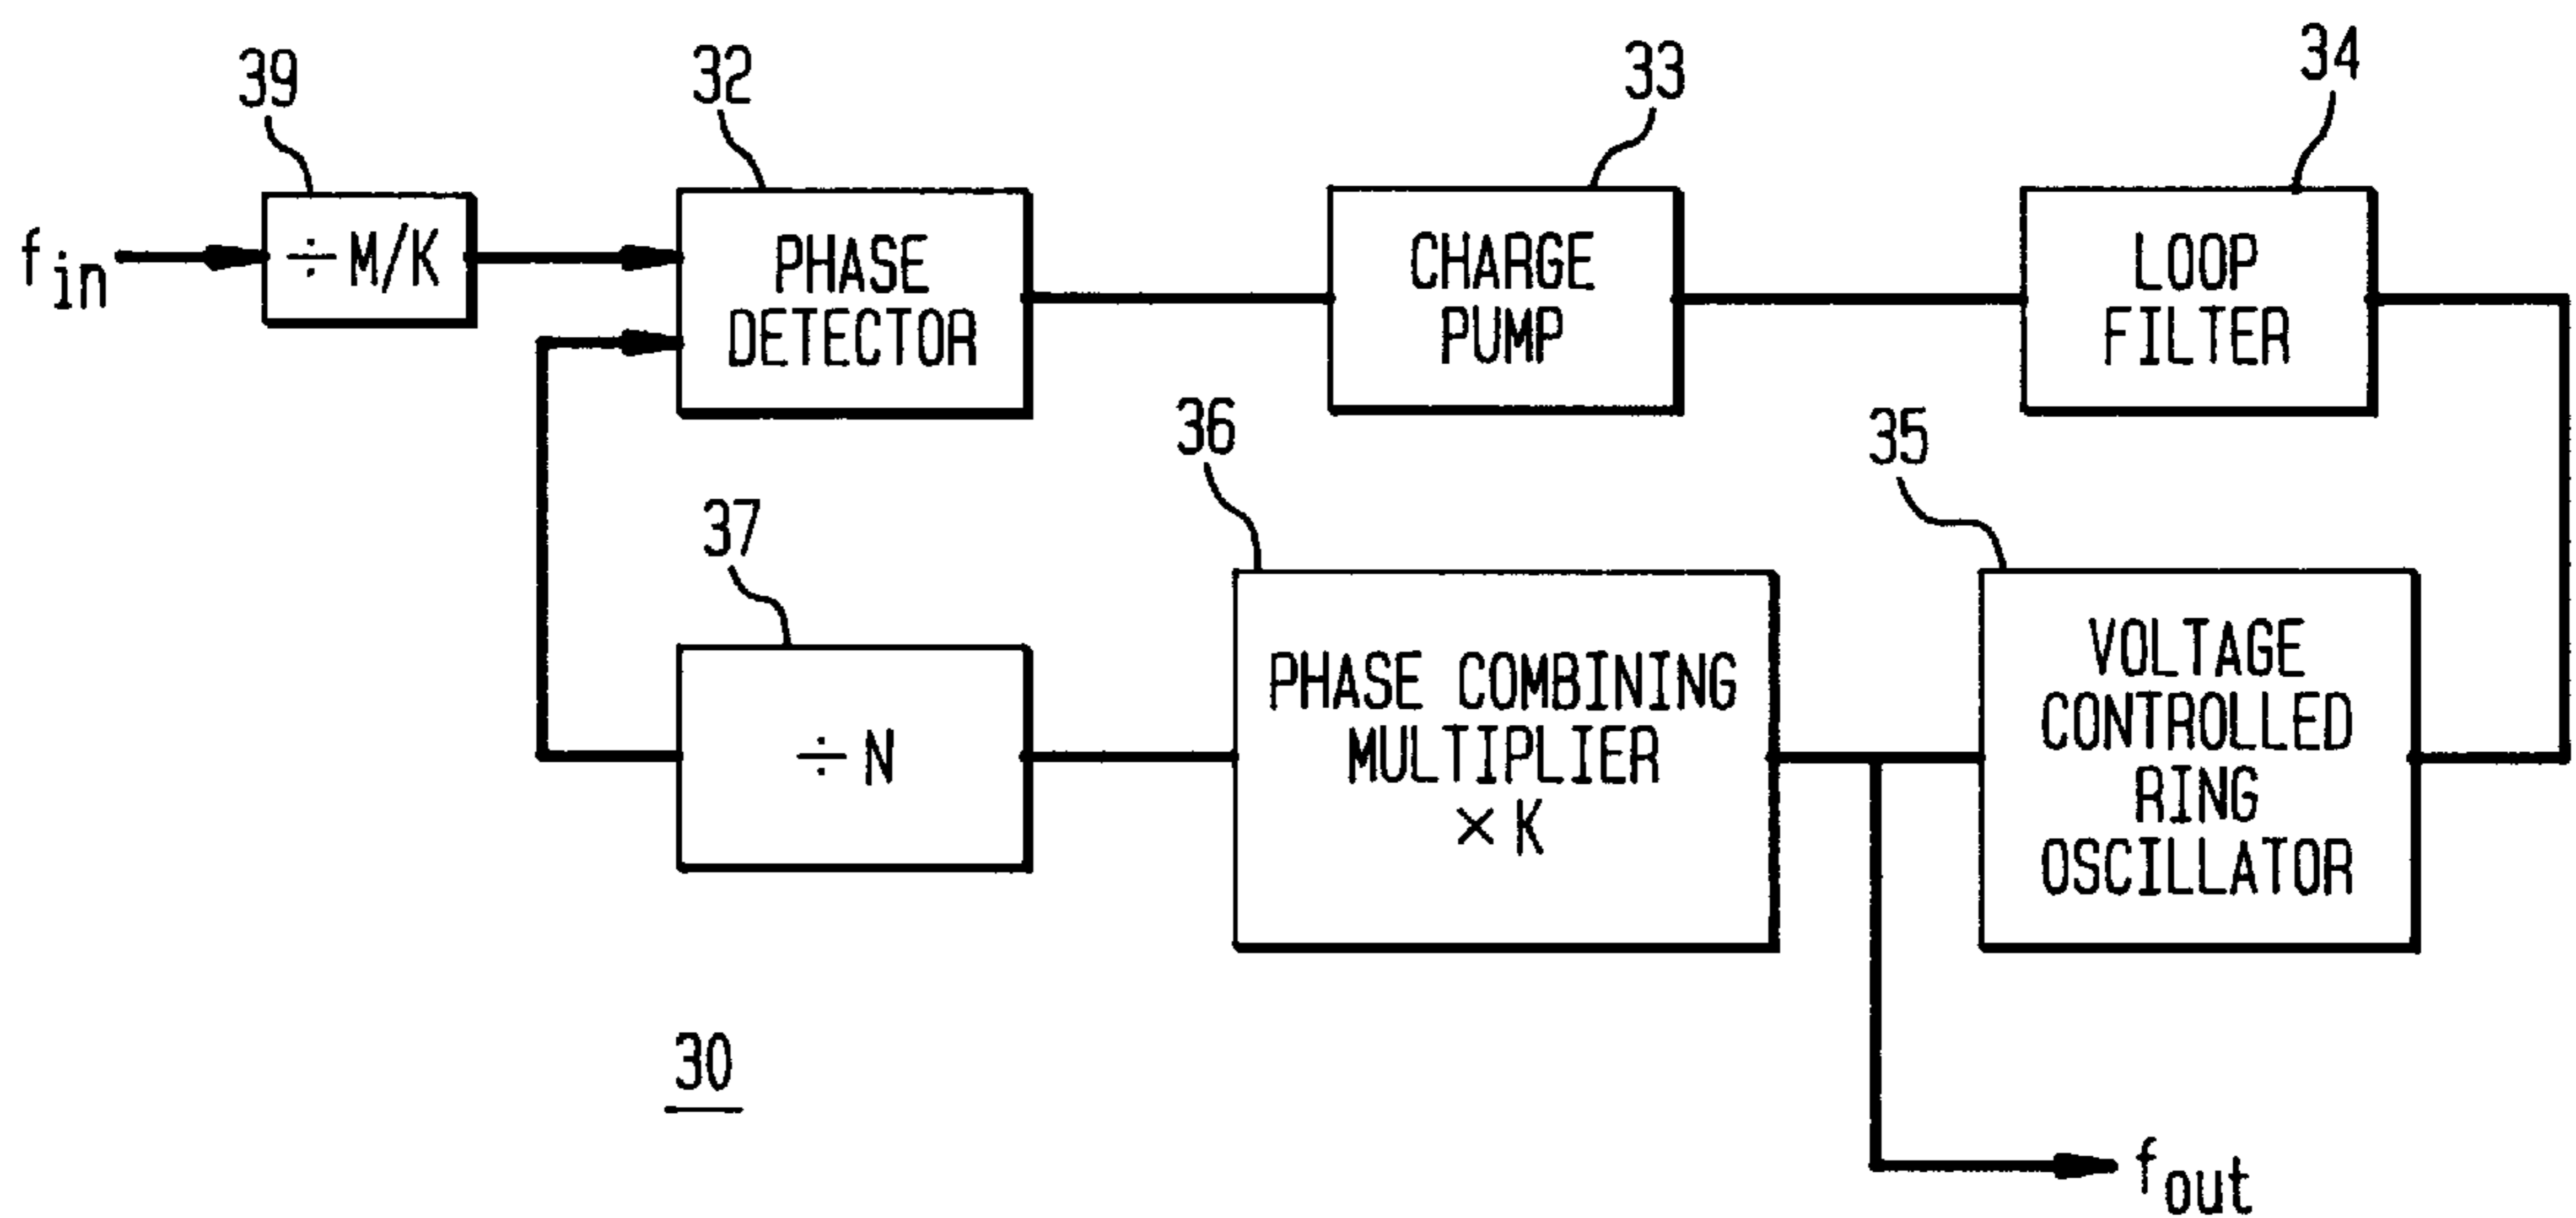 39
32
33
34
f_in
÷ M/K
PHASE
DETECTOR
CHARGE
PUMP
LOOP
FILTER
37
36
35
÷ N
PHASE COMBINING
MULTIPLIER
× K
VOLTAGE
CONTROLLED
RING
OSCILLATOR
30
f_out